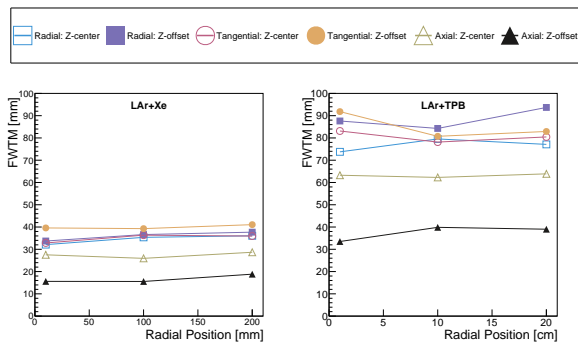 Radial: Z-center Radial: Z-offset Tangential: Z-center Tangential: Z-offset Axial: Z-center Axial: Z-offset
LAr+Xe
FWTM [mm]
100
90
80
70
60
50
40
30
20
10
0
0 50 100 150 200
Radial Position [mm]
LAr+TPB
FWTM [mm]
100
90
80
70
60
50
40
30
20
10
0
0 10 20
Radial Position [cm]